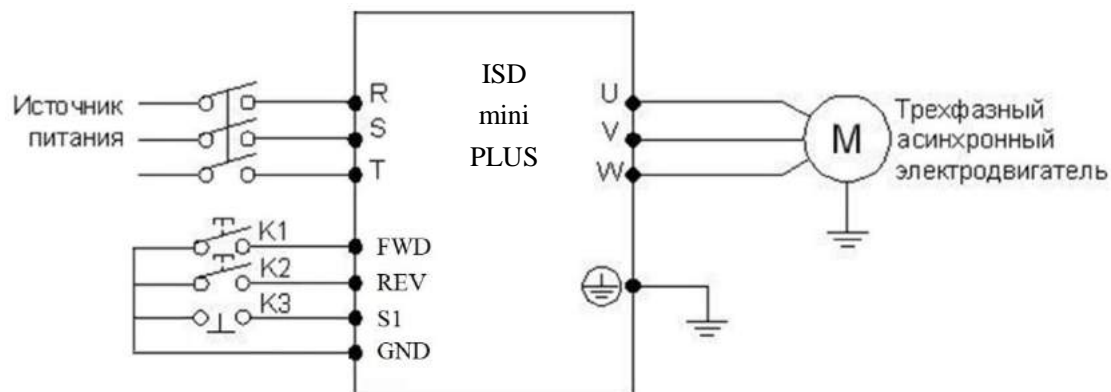 ISD
mini
PLUS
Источник
питания
R
S
T
U
V
W
M
Трехфазный
асинхронный
электродвигатель
K1
FWD
K2
REV
K3
S1
GND